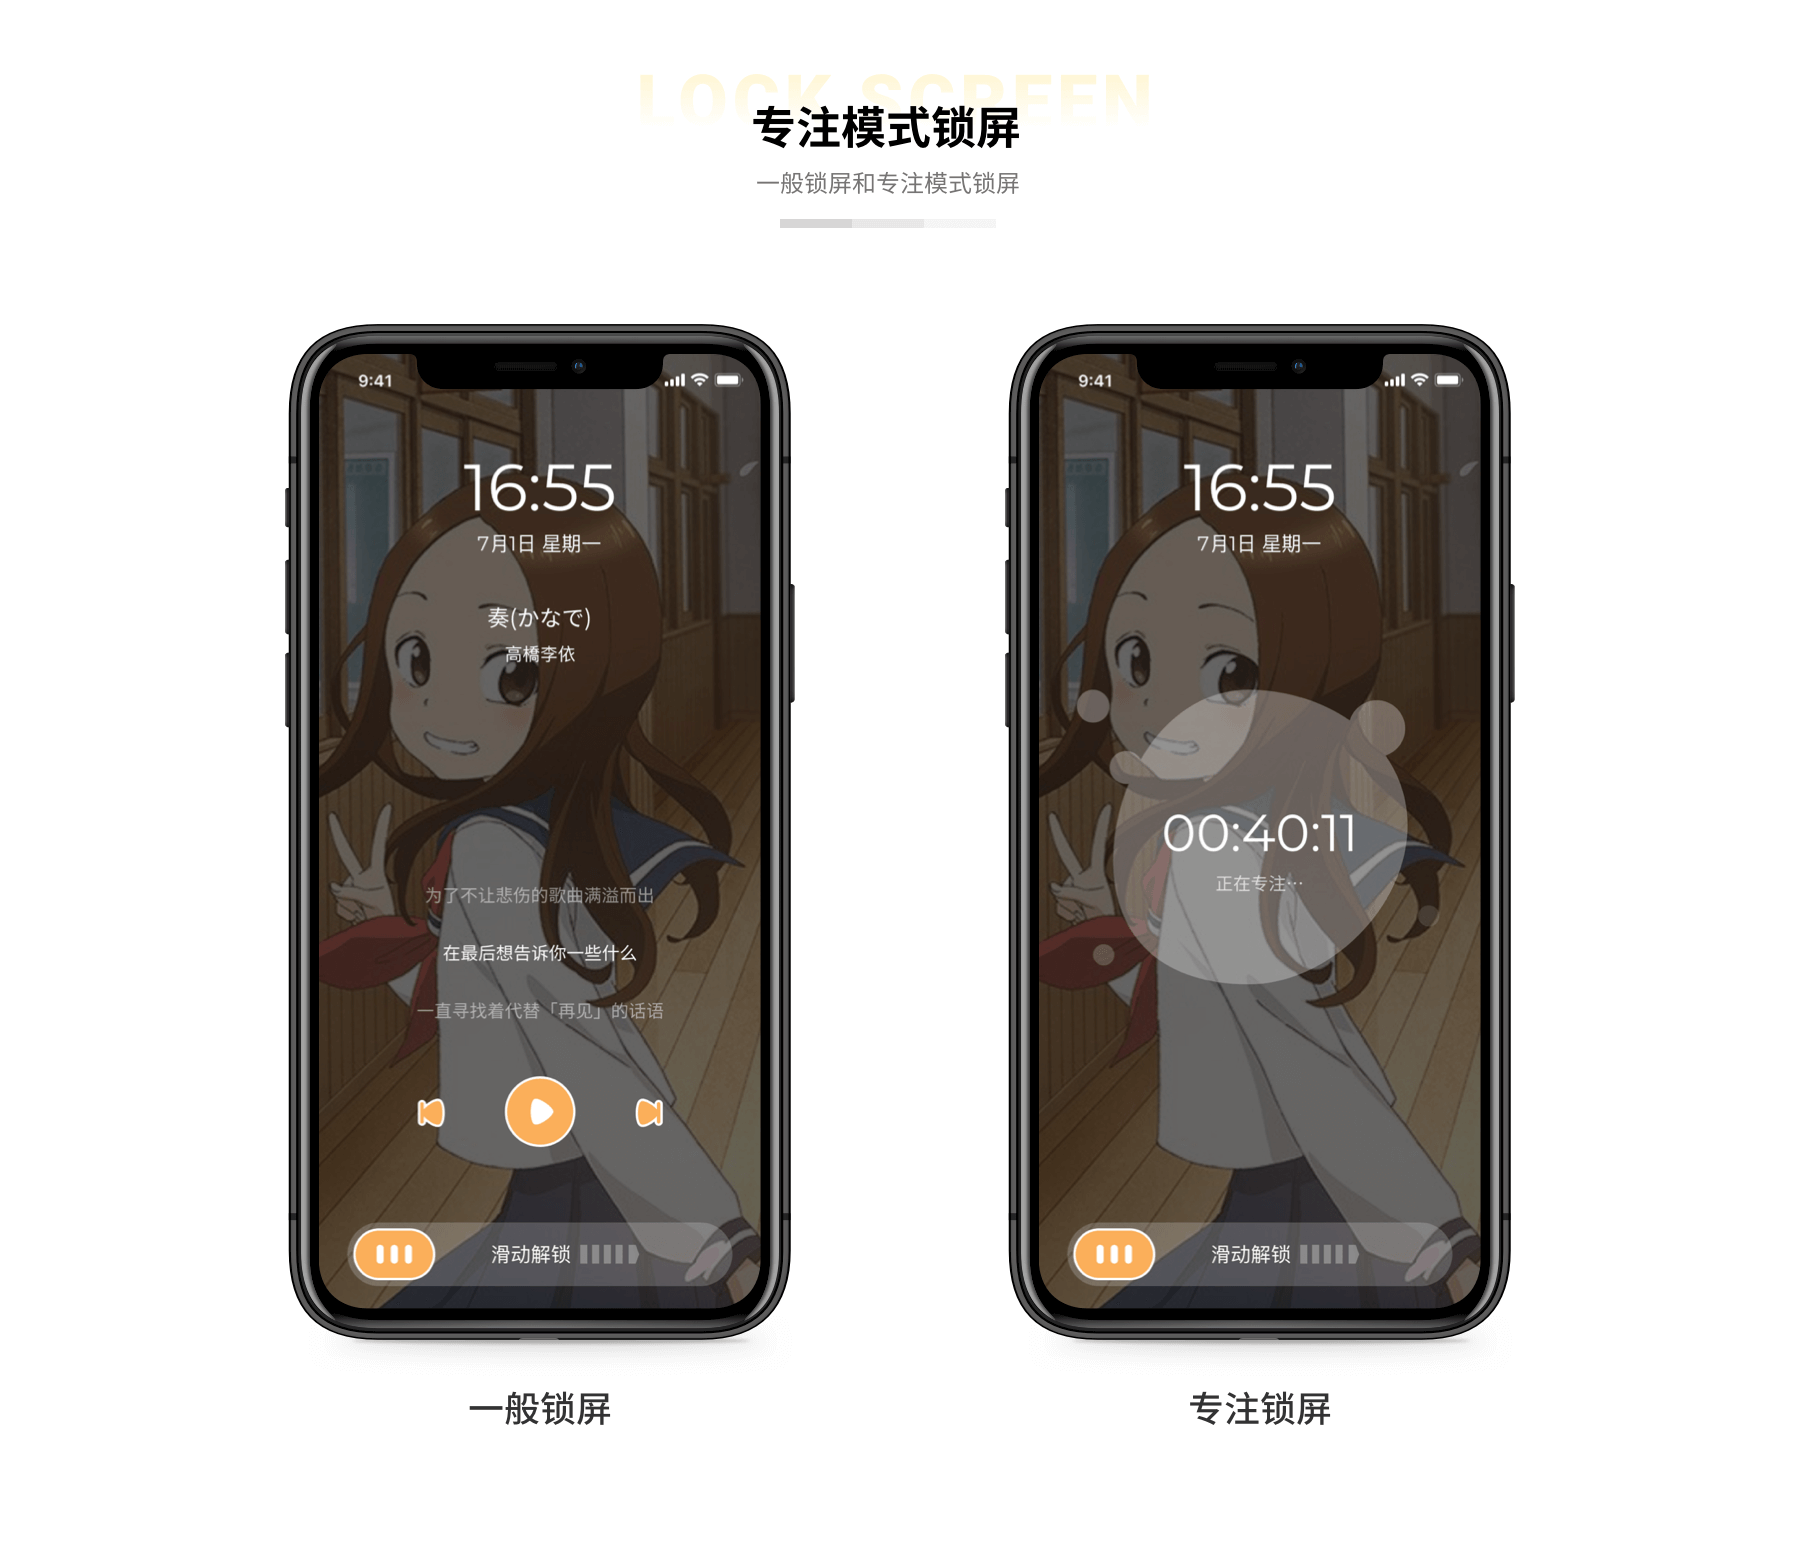 LOCK SCREEN
专注模式锁屏
一般锁屏和专注模式锁屏
9:41
16:55
7月1日 星期一
奏(かなで)
高橋李依
为了不让悲伤的歌曲满溢而出
在最后想告诉你一些什么
一直寻找着代替「再见」的话语
滑动解锁
一般锁屏
9:41
16:55
7月1日 星期一
00:40:11
正在专注···
滑动解锁
专注锁屏